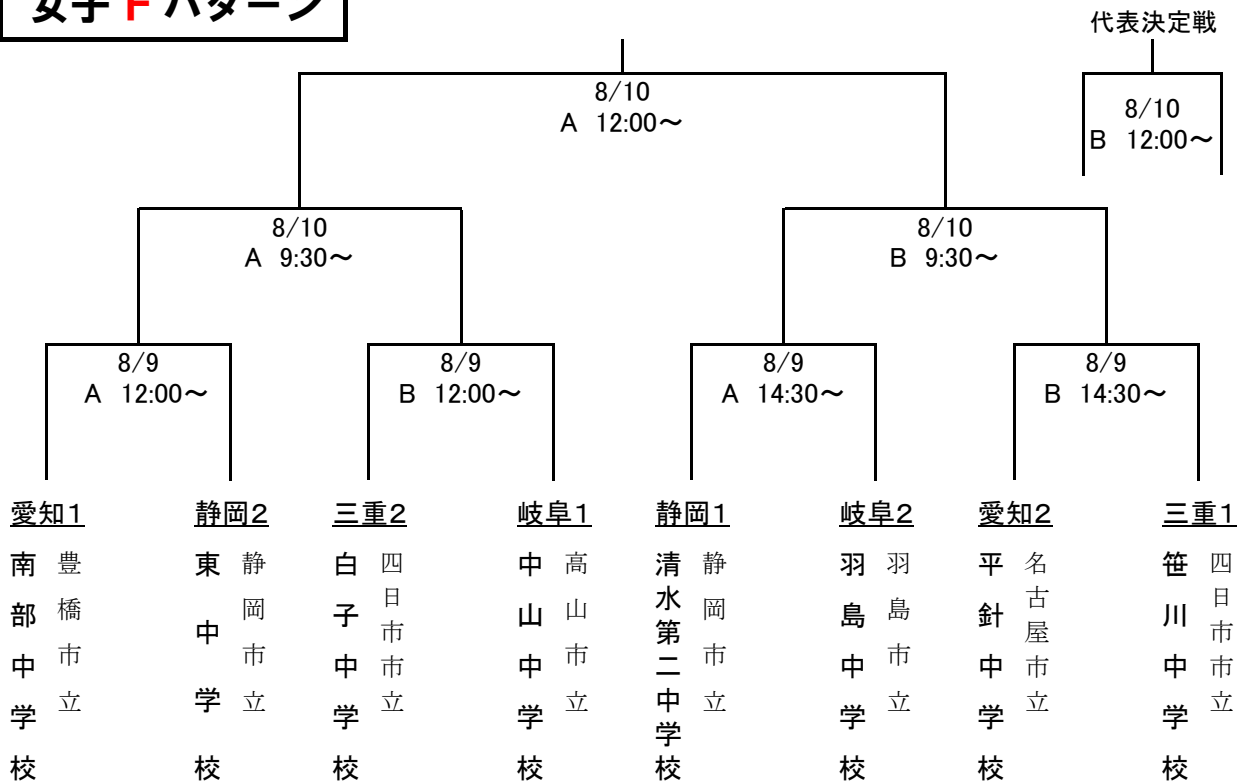 女子 F パターン
代表決定戦
8/10
A 12:00～
8/10
B 12:00～
8/10
A 9:30～
8/10
B 9:30～
8/9
A 12:00～
8/9
B 12:00～
8/9
A 14:30～
8/9
B 14:30～
愛知1
豊橋市立
南部中学校
静岡2
静岡市立
東中学校
三重2
四日市市立
白子中学校
岐阜1
高山市立
中山中学校
静岡1
静岡市立
清水第二中学校
岐阜2
羽島市立
羽島中学校
愛知2
名古屋市立
平針中学校
三重1
四日市市立
笹川中学校